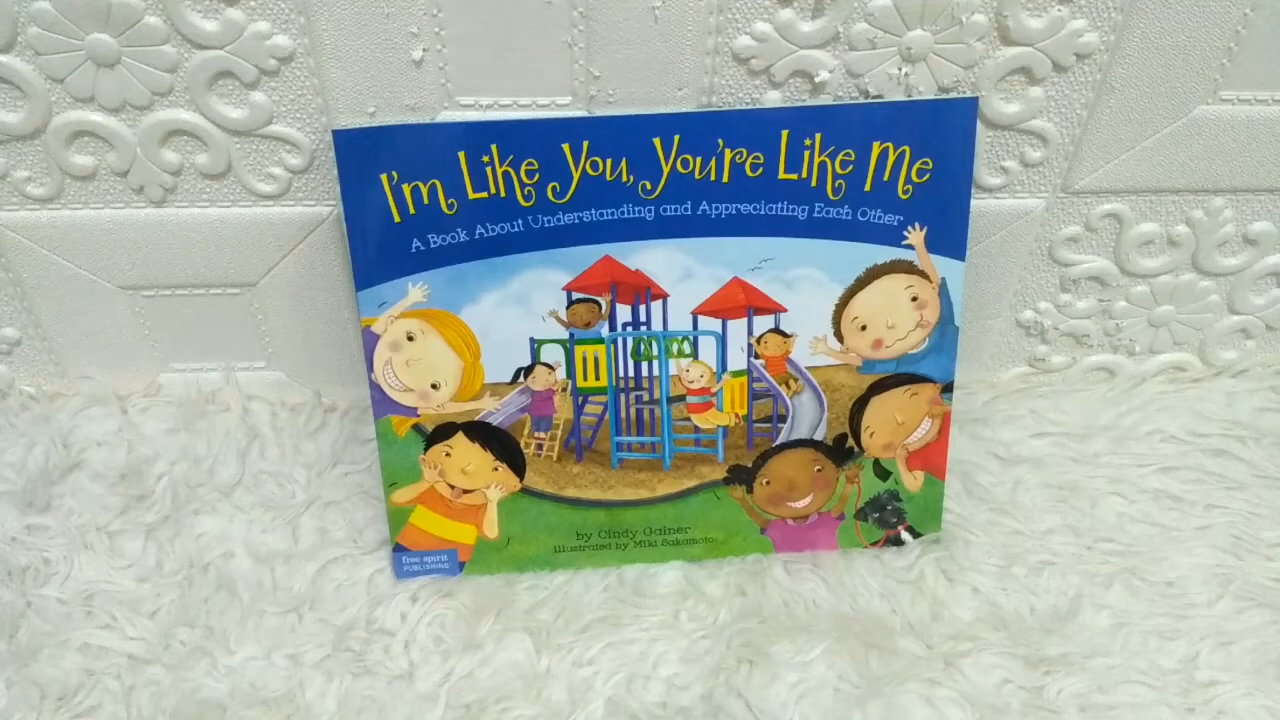 I'm Like You, You're Like Me
A Book About Understanding and Appreciating Each Other
by Cindy Gainer
illustrated by Miki Sakamoto
free spirit
PUBLISHING